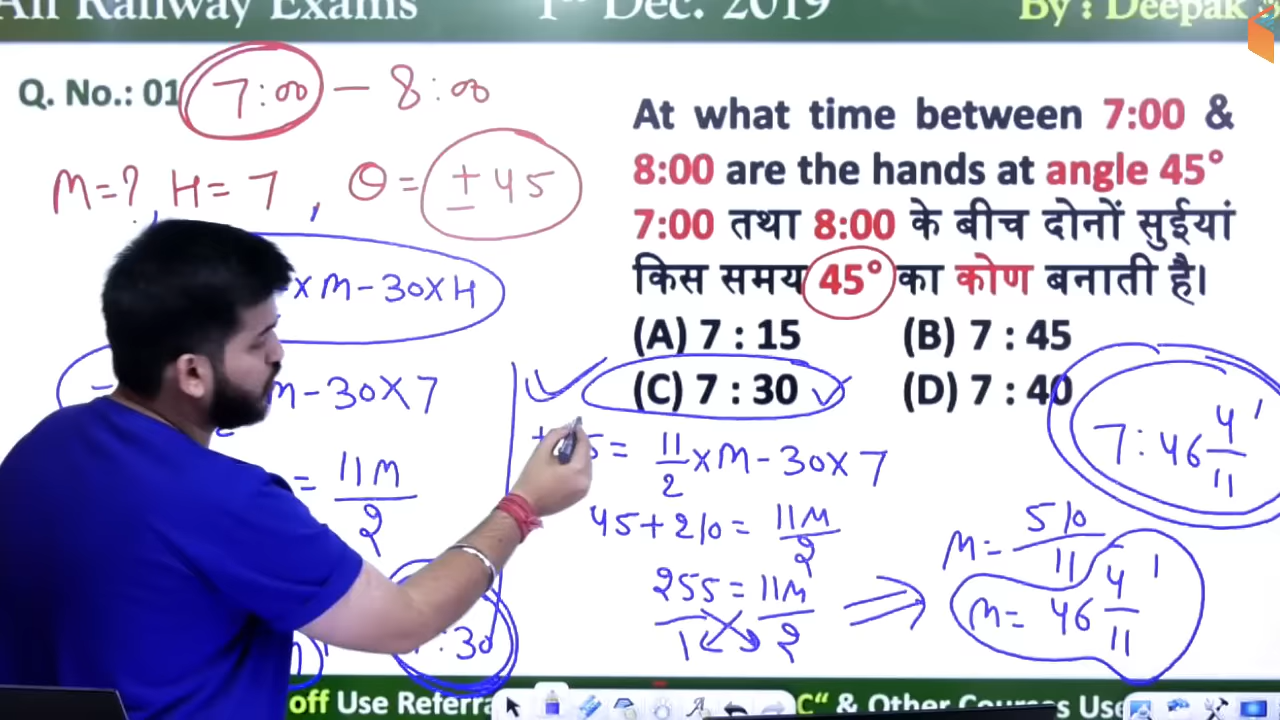 All Railway Exams 1st Dec. 2019 By : Deepak
Q. No.: 01 7:00 — 8:00
M=? H=7, θ= ±45
×M-30×H
M-30×7
= 11M/2
:30
At what time between 7:00 &
8:00 are the hands at angle 45°
7:00 तथा 8:00 के बीच दोनों सुईयां
किस समय 45° का कोण बनाती है।
(A) 7 : 15 (B) 7 : 45
(C) 7 : 30 (D) 7 : 40
7:46 4/11'
= 11/2 ×M-30×7
45+210= 11M/2
255/1 = 11M/2 ⇒
M= 510/11
M= 46 4/11'
off Use Referra
C“ & Other Courses Use